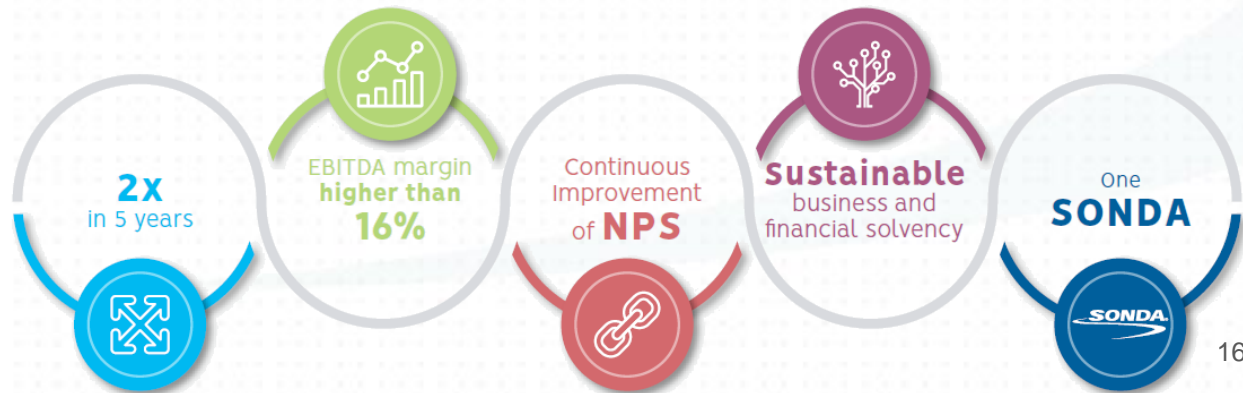 2x
in 5 years
EBITDA margin
higher than
16%
Continuous
Improvement
of NPS
Sustainable
business and
financial solvency
One
SONDA
SONDA
16